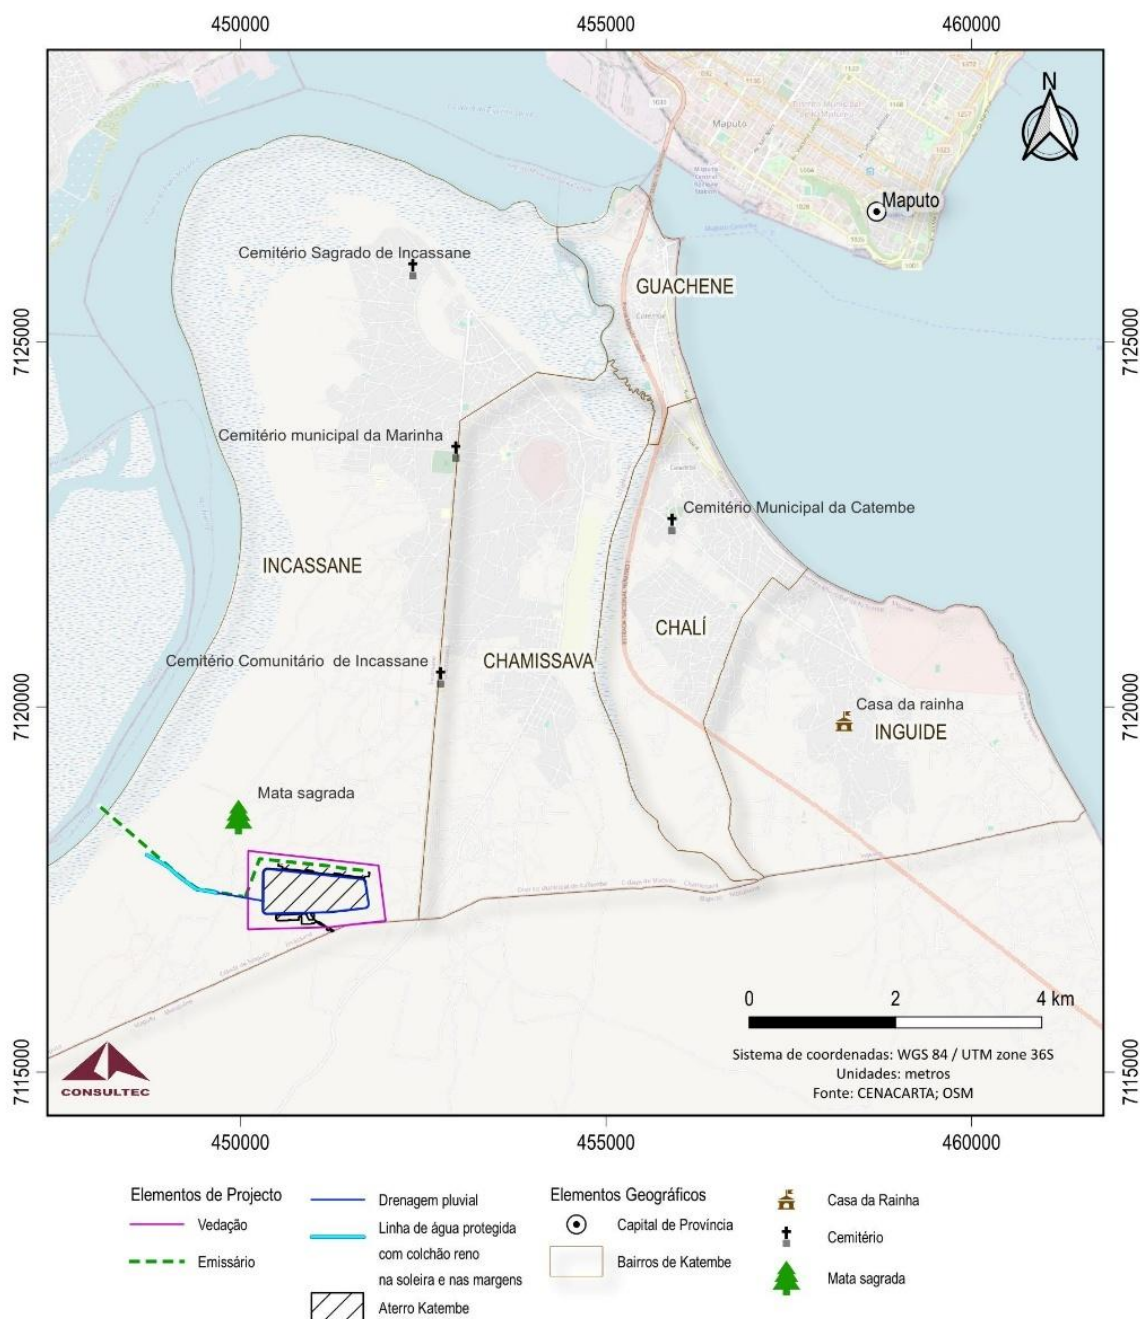 450000
455000
460000
N
Maputo
Maputo
Cemitério Sagrado de Incassane
GUACHENE
7125000
7125000
Cemitério municipal da Marinha
Cemitério Municipal da Catembe
INCASSANE
CHALÍ
Cemitério Comunitário de Incassane
CHAMISSAVA
Casa da rainha
7120000
7120000
INGUIDE
Mata sagrada
0 2 4 km
Sistema de coordenadas: WGS 84 / UTM zone 36S
Unidades: metros
Fonte: CENACARTA; OSM
CONSULTEC
7115000
7115000
450000
455000
460000
Elementos de Projecto
Vedação
Emissário
Drenagem pluvial
Linha de água protegida
com colchão reno
na soleira e nas margens
Aterro Katembe
Elementos Geográficos
Capital de Província
Bairros de Katembe
Casa da Rainha
Cemitério
Mata sagrada